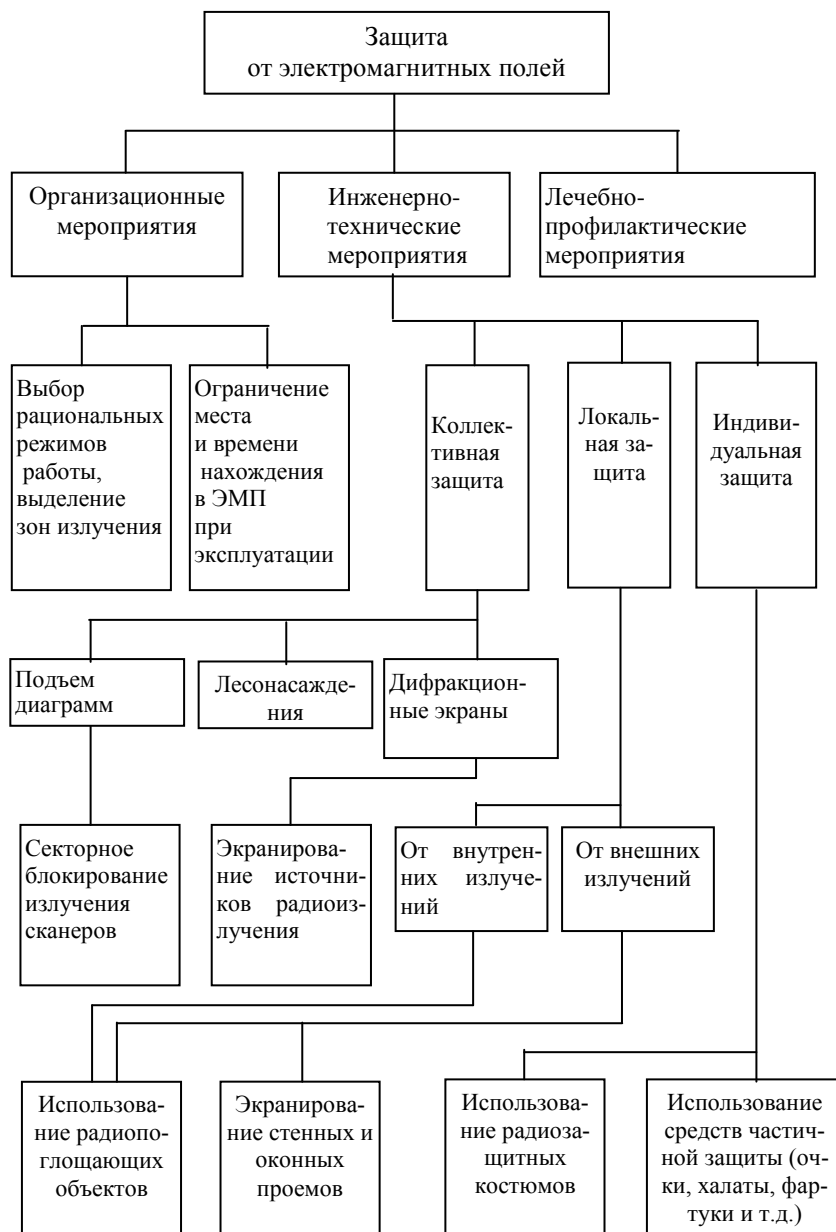 Защита
от электромагнитных полей
Организационные
мероприятия
Инженерно-
технические
мероприятия
Лечебно-
профилактические
мероприятия
Выбор
рациональных
режимов
работы,
выделение
зон излучения
Ограничение
места
и времени
нахождения
в ЭМП
при
эксплуатации
Коллек-
тивная
защита
Локаль-
ная за-
щита
Индиви-
дуальная
защита
Подъем
диаграмм
Лесонасажде-
ния
Дифракцион-
ные экраны
Секторное
блокирование
излучения
сканеров
Экранирова-
ние источни-
ков радиоиз-
лучения
От внутрен-
них излуче-
ний
От внешних
излучений
Использова-
ние радиопо-
глощающих
объектов
Экранирова-
ние стенных и
оконных
проемов
Использова-
ние радиоза-
щитных
костюмов
Использование
средств частич-
ной защиты (оч-
ки, халаты, фар-
туки и т.д.)